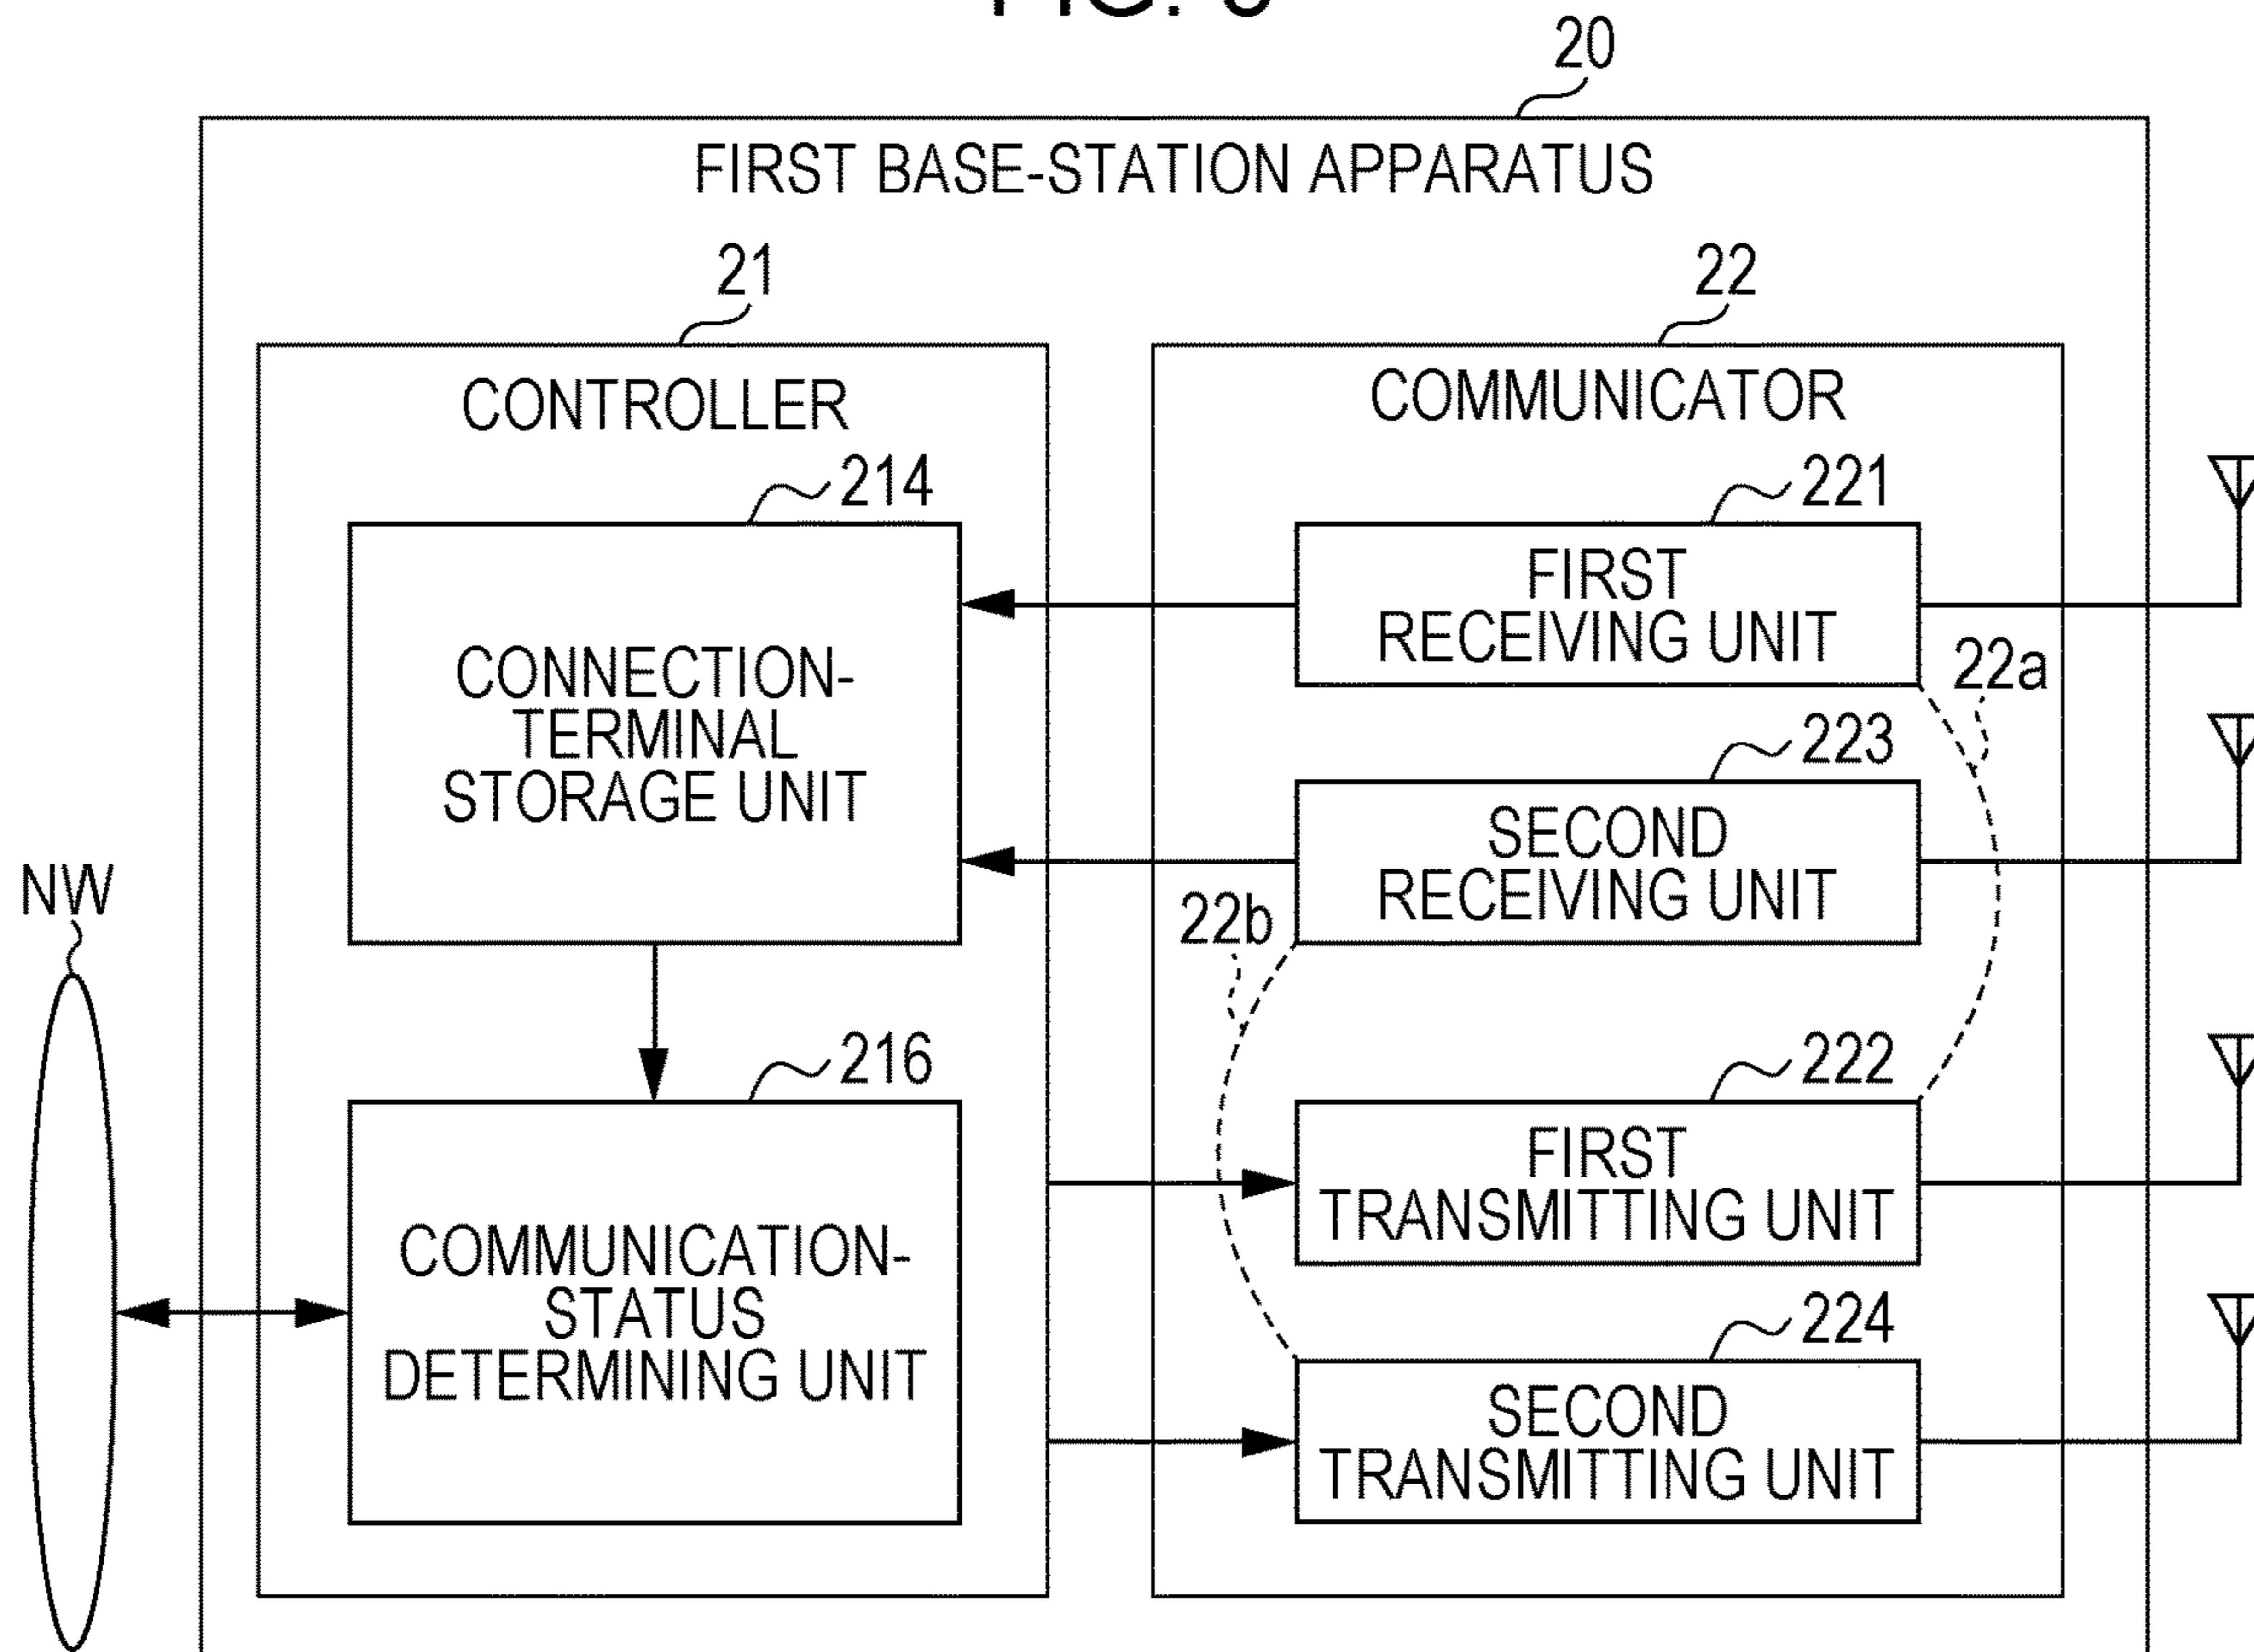 20
FIRST BASE-STATION APPARATUS
21
22
CONTROLLER
COMMUNICATOR
214
221
CONNECTION-
TERMINAL
STORAGE UNIT
FIRST
RECEIVING UNIT
22a
223
SECOND
RECEIVING UNIT
NW
22b
216
222
COMMUNICATION-
STATUS
DETERMINING UNIT
FIRST
TRANSMITTING UNIT
224
SECOND
TRANSMITTING UNIT